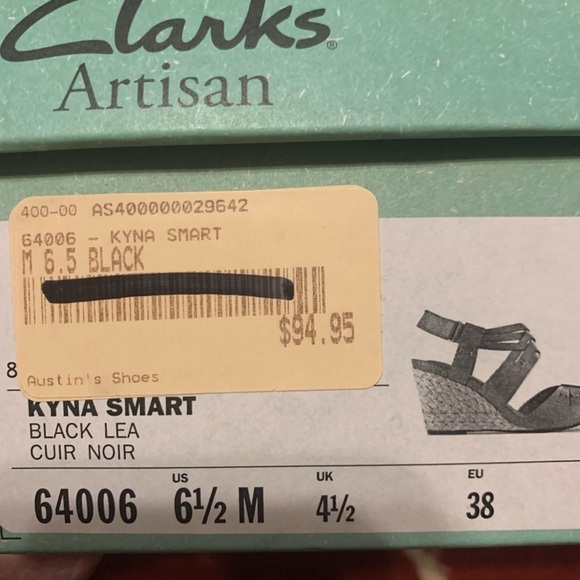 Clarks®
Artisan
400-00 AS400000029642
64006 - KYNA SMART
M 6.5 BLACK
$94.95
Austin's Shoes
8
KYNA SMART
BLACK LEA
CUIR NOIR
64006 US 6½ M UK 4½ EU 38